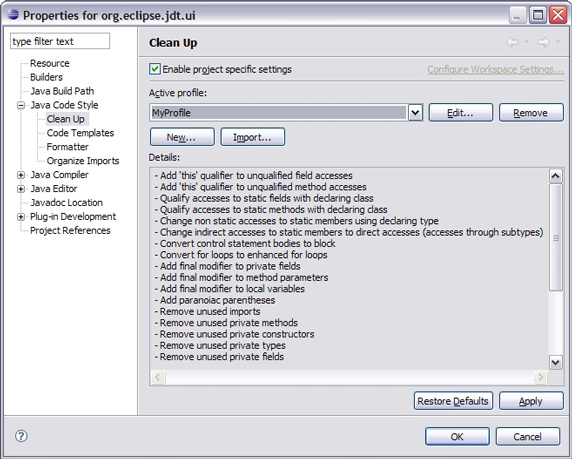 Properties for org.eclipse.jdt.ui
type filter text
Resource
Builders
Java Build Path
Java Code Style
Clean Up
Code Templates
Formatter
Organize Imports
Java Compiler
Java Editor
Javadoc Location
Plug-in Development
Project References
Clean Up
Enable project specific settings
Configure Workspace Settings...
Active profile:
MyProfile
Edit...
Remove
New...
Import...
Details:
- Add 'this' qualifier to unqualified field accesses
- Add 'this' qualifier to unqualified method accesses
- Qualify accesses to static fields with declaring class
- Qualify accesses to static methods with declaring class
- Change non static accesses to static members using declaring type
- Change indirect accesses to static members to direct accesses (accesses through subtypes)
- Convert control statement bodies to block
- Convert for loops to enhanced for loops
- Add final modifier to private fields
- Add final modifier to method parameters
- Add final modifier to local variables
- Add paranoiac parentheses
- Remove unused imports
- Remove unused private methods
- Remove unused private constructors
- Remove unused private types
- Remove unused private fields
Restore Defaults
Apply
?
OK
Cancel